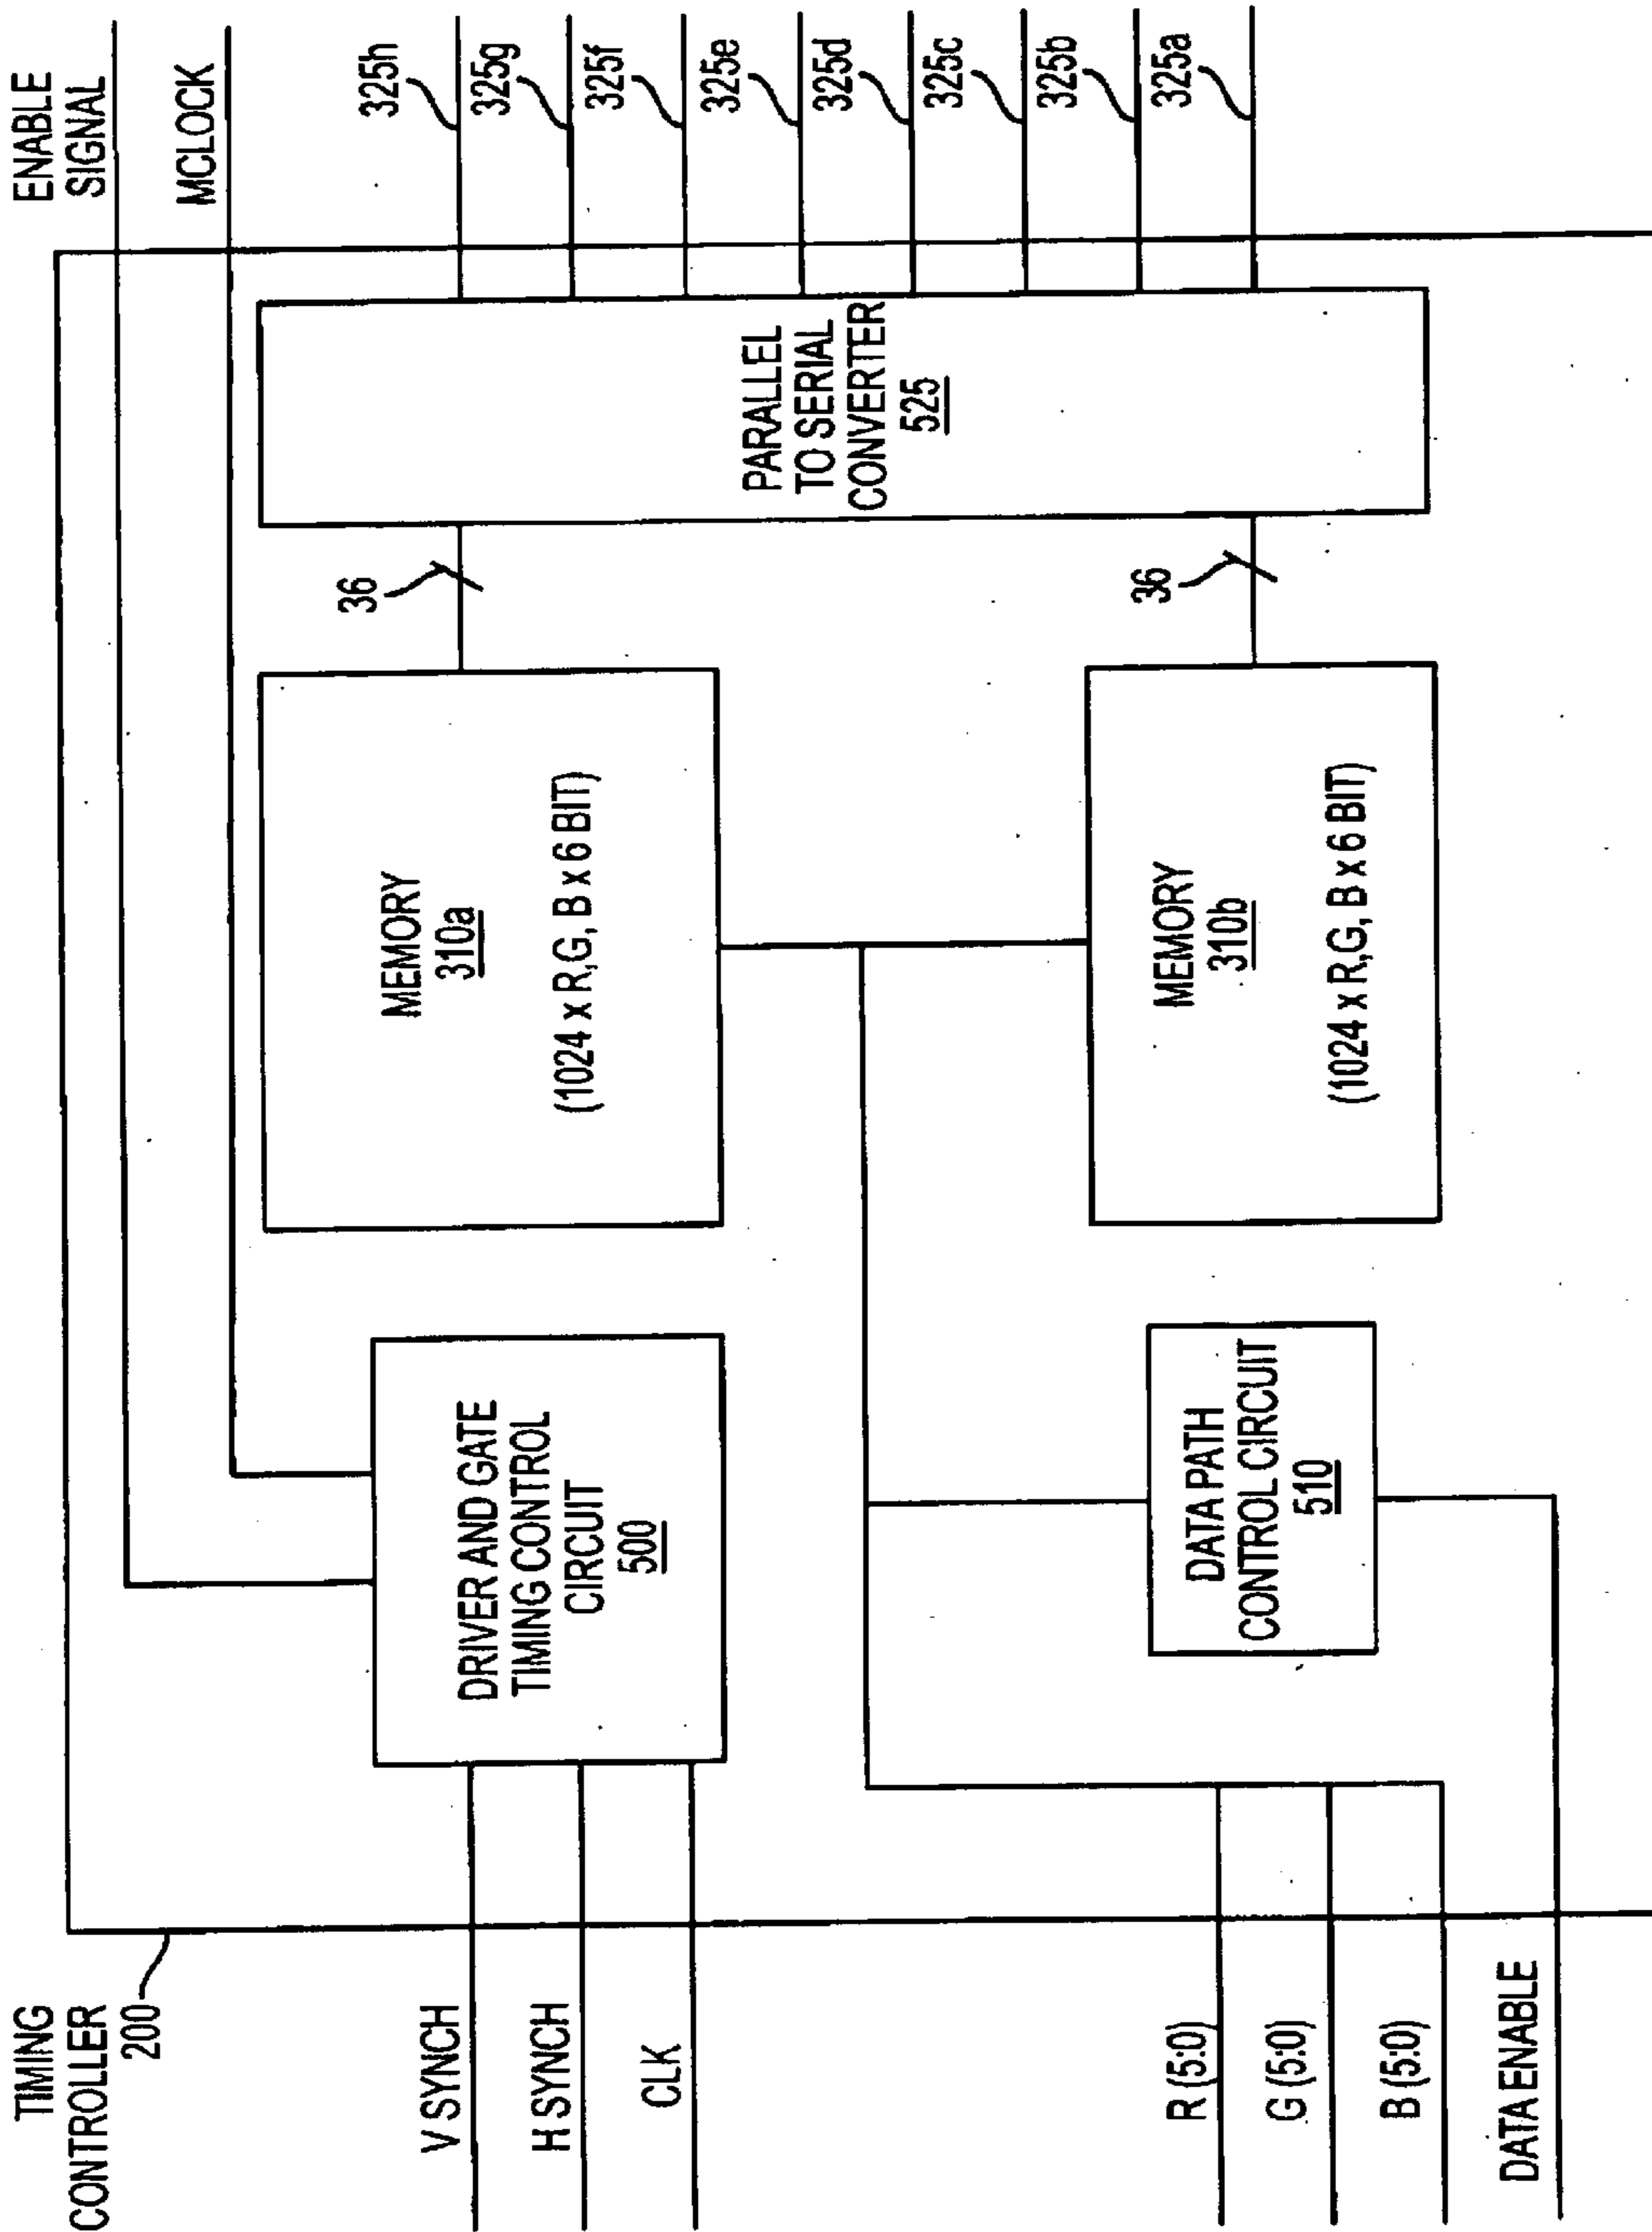 TIMING
CONTROLLER
200
ENABLE
SIGNAL
MCLOCK
V SYNCH
H SYNCH
CLK
DRIVER AND GATE
TIMING CONTROL
CIRCUIT
500
MEMORY
310a
(1024 x R,G, B x 6 BIT)
36
PARALLEL
TO SERIAL
CONVERTER
525
325h
325g
325f
325e
325d
325c
325b
325a
R (5:0)
G (5:0)
B (5:0)
DATA ENABLE
DATA PATH
CONTROL CIRCUIT
510
MEMORY
310b
(1024 x R,G, B x 6 BIT)
36